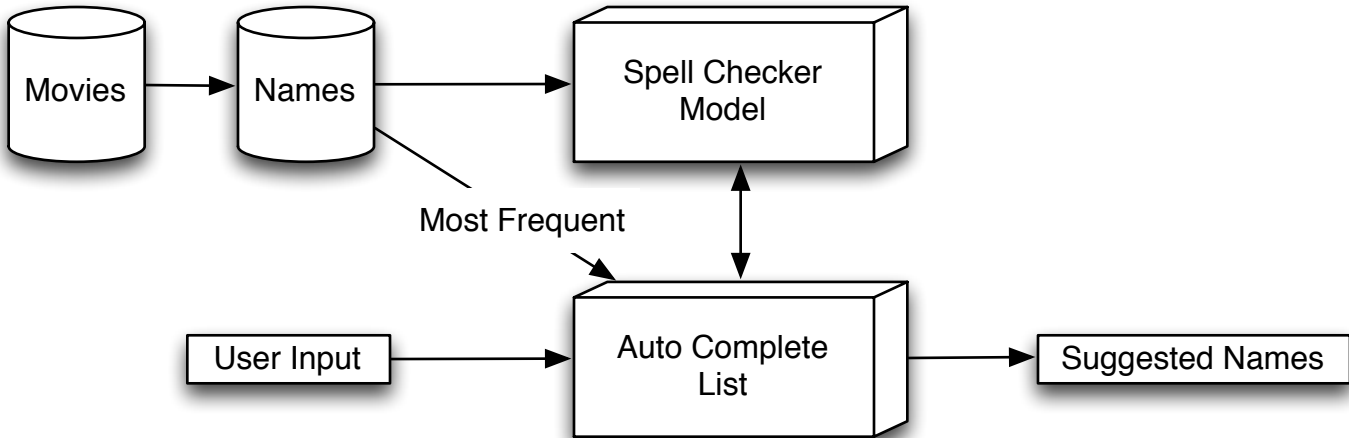 Movies
Names
Spell Checker
Model
Most Frequent
User Input
Auto Complete
List
Suggested Names